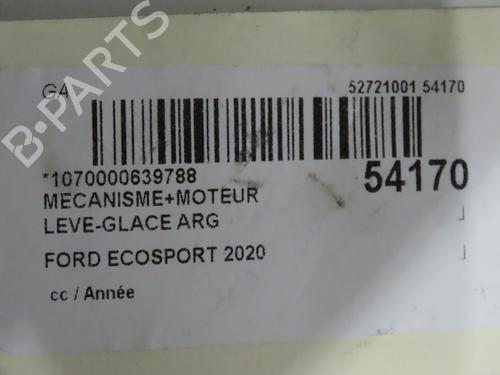 GA
52721001 54170
B-PARTS
*1070000639788
54170
MECANISME+MOTEUR
LEVE-GLACE ARG
FORD ECOSPORT 2020
cc / Année